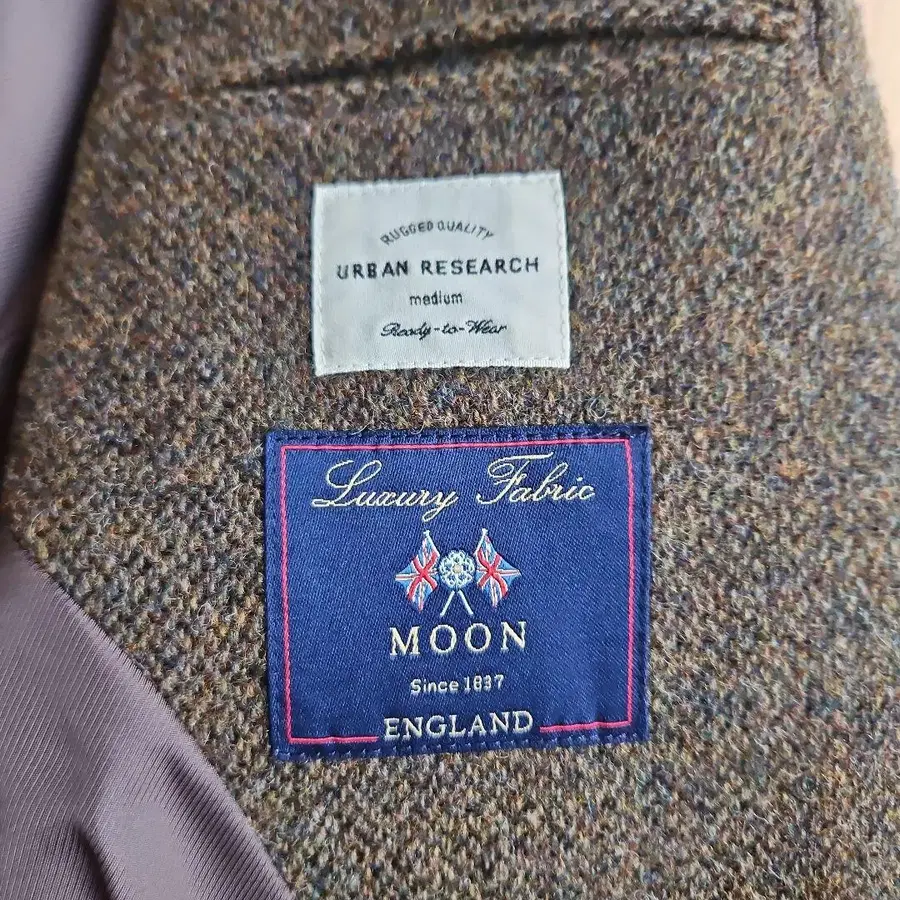 RUGGED QUALITY
URBAN RESEARCH
medium
Ready-to-Wear
Luxury Fabric
MOON
Since 1837
ENGLAND